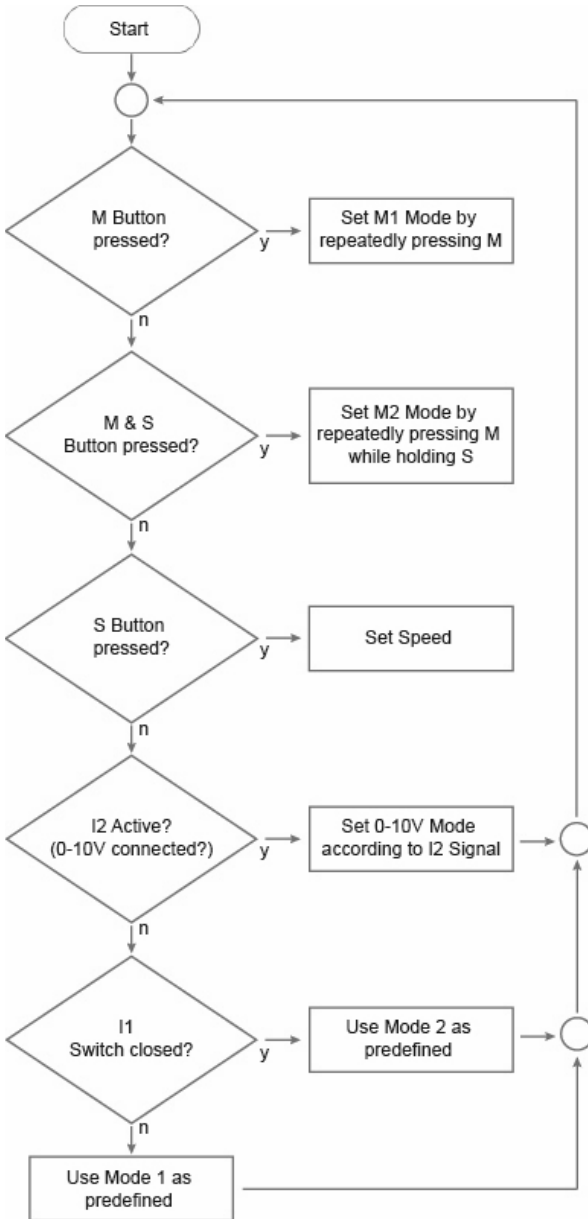 Start
M Button
pressed?
y
Set M1 Mode by
repeatedly pressing M
n
M & S
Button pressed?
y
Set M2 Mode by
repeatedly pressing M
while holding S
n
S Button
pressed?
y
Set Speed
n
I2 Active?
(0-10V connected?)
y
Set 0-10V Mode
according to I2 Signal
n
I1
Switch closed?
y
Use Mode 2 as
predefined
n
Use Mode 1 as
predefined